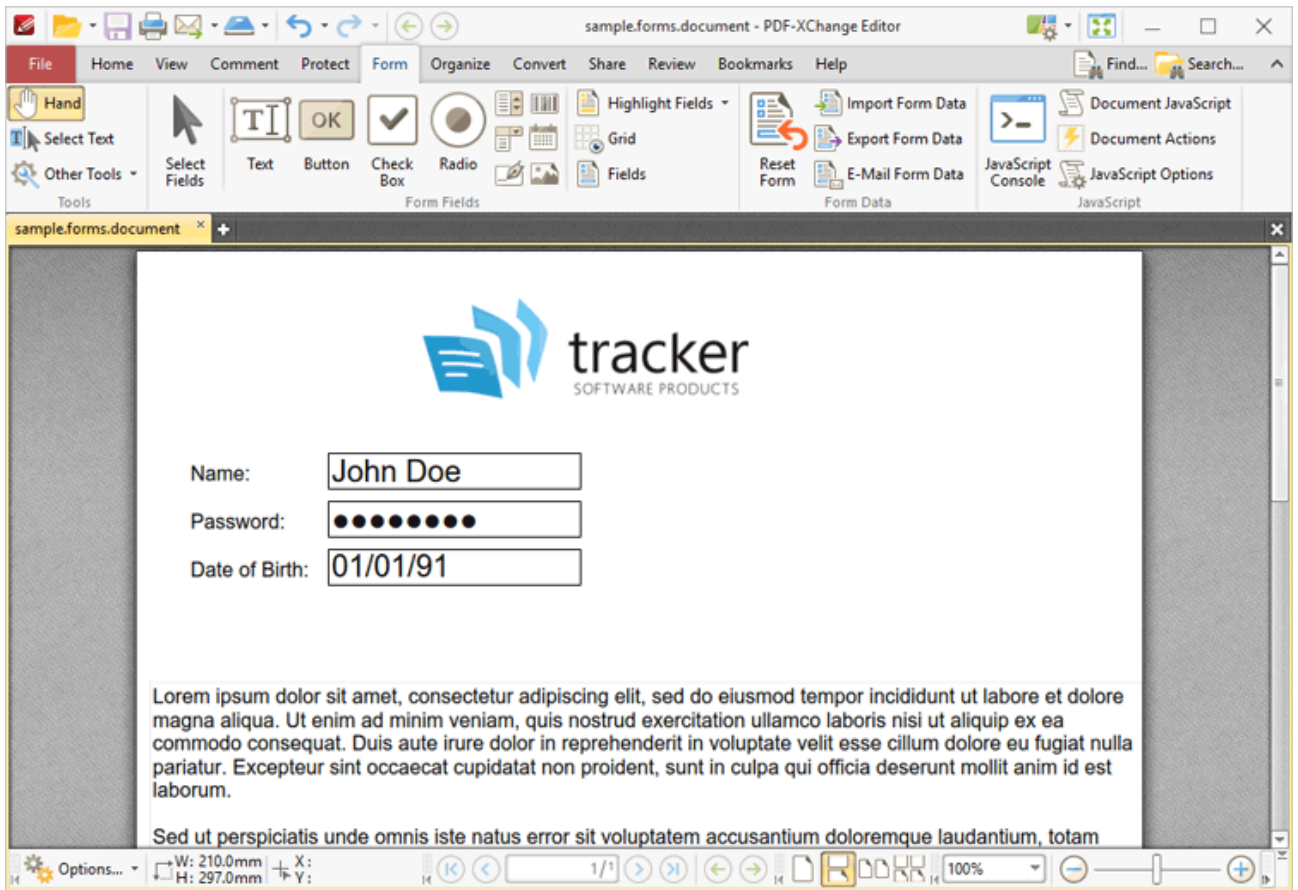 sample.forms.document - PDF-XChange Editor
File Home View Comment Protect Form Organize Convert Share Review Bookmarks Help Find... Search...
Hand
Select Text
Other Tools
Tools
Select Fields
Text
OK
Button
Check Box
Radio
Form Fields
Highlight Fields
Grid
Fields
Reset Form
Import Form Data
Export Form Data
E-Mail Form Data
Form Data
JavaScript Console
Document JavaScript
Document Actions
JavaScript Options
JavaScript
sample.forms.document
tracker
SOFTWARE PRODUCTS
Name: John Doe
Password: ●●●●●●●●
Date of Birth: 01/01/91
Lorem ipsum dolor sit amet, consectetur adipiscing elit, sed do eiusmod tempor incididunt ut labore et dolore
magna aliqua. Ut enim ad minim veniam, quis nostrud exercitation ullamco laboris nisi ut aliquip ex ea
commodo consequat. Duis aute irure dolor in reprehenderit in voluptate velit esse cillum dolore eu fugiat nulla
pariatur. Excepteur sint occaecat cupidatat non proident, sunt in culpa qui officia deserunt mollit anim id est
laborum.
Sed ut perspiciatis unde omnis iste natus error sit voluptatem accusantium doloremque laudantium, totam
Options... W: 210.0mm X:
H: 297.0mm Y:
1/1
100%